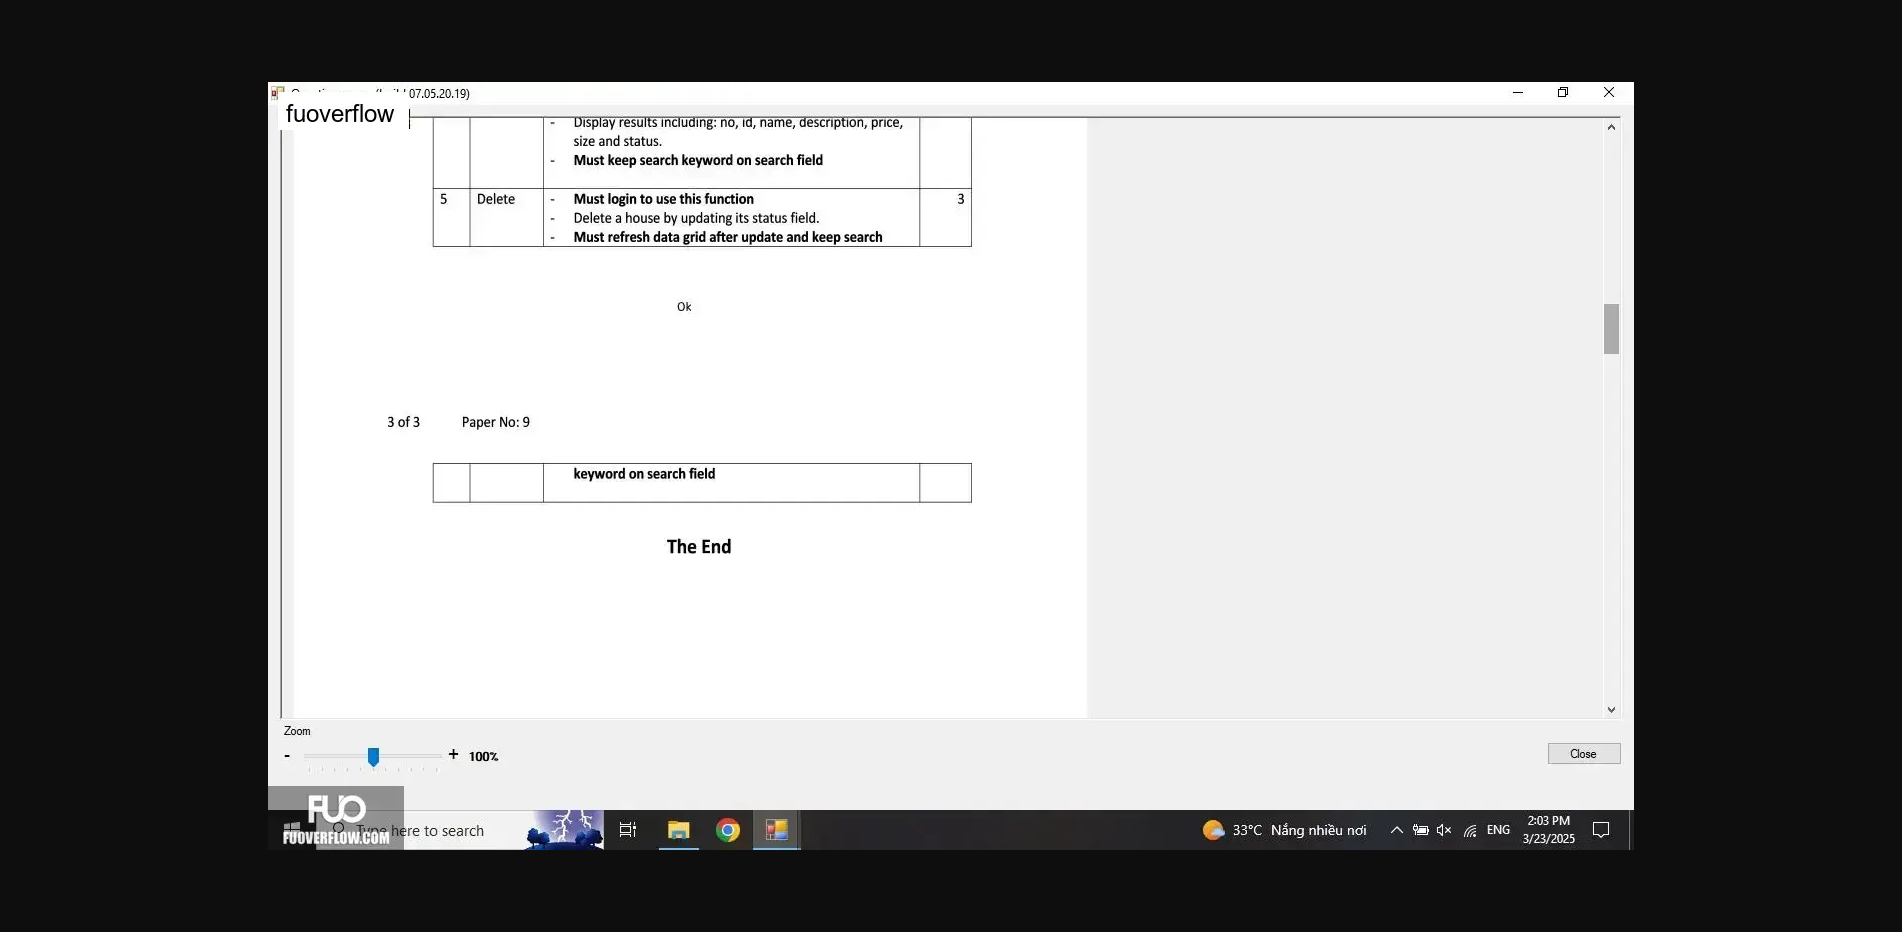 07.05.20.19)
fuoverflow
- Display results including: no, id, name, description, price,
size and status.
- Must keep search keyword on search field
5 Delete - Must login to use this function 3
- Delete a house by updating its status field.
- Must refresh data grid after update and keep search
Ok
3 of 3 Paper No: 9
keyword on search field
The End
Zoom
- + 100%
Close
FUO
FUOVERFLOW.COM
Type here to search
33°C Nắng nhiều nơi
ENG
2:03 PM
3/23/2025